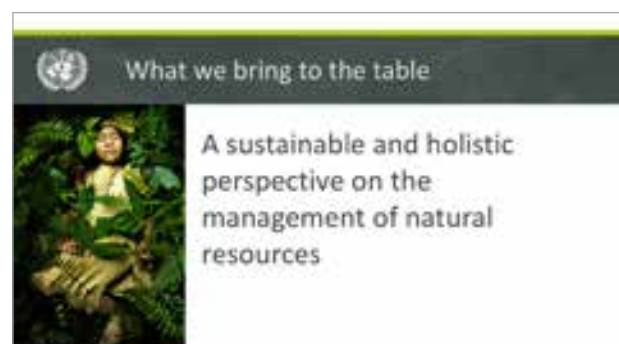 What we bring to the table
A sustainable and holistic
perspective on the
management of natural
resources